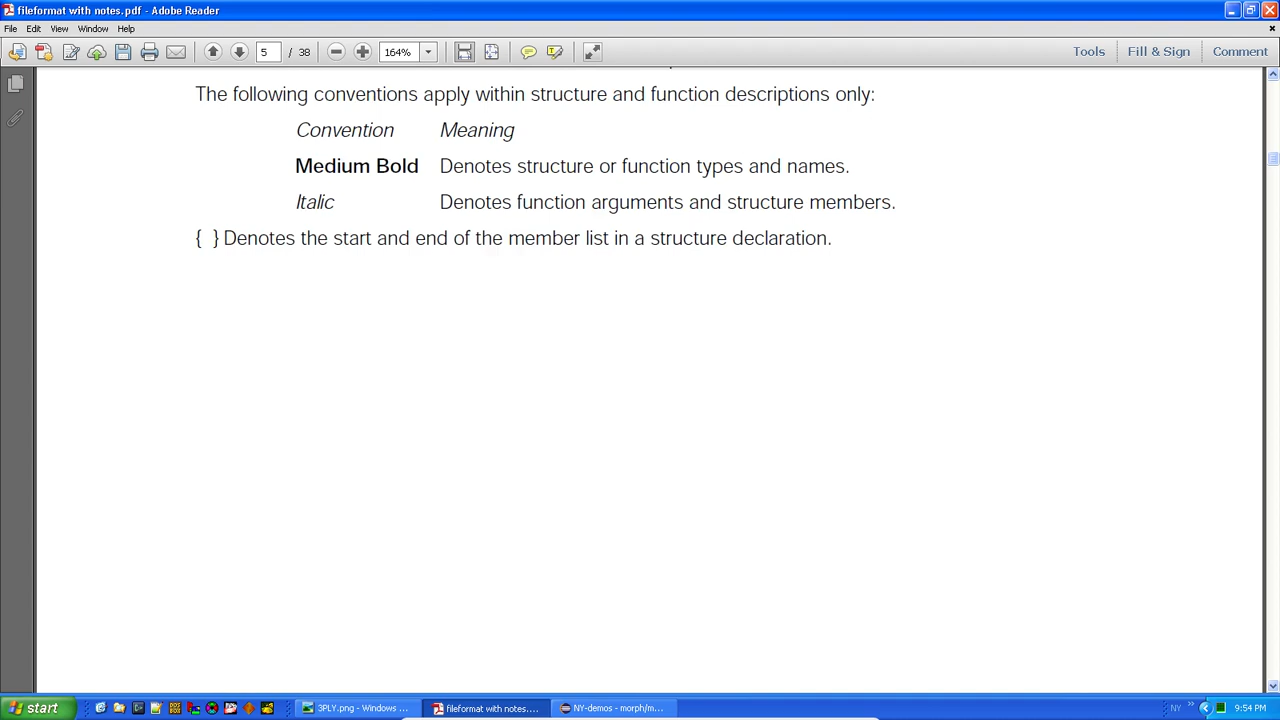 fileformat with notes.pdf - Adobe Reader
File Edit View Window Help
5 / 38 164% Tools Fill & Sign Comment
The following conventions apply within structure and function descriptions only:
Convention Meaning
Medium Bold Denotes structure or function types and names.
Italic Denotes function arguments and structure members.
{ } Denotes the start and end of the member list in a structure declaration.
start 3PLY.png - Windows ... fileformat with notes.... NY-demos - morph/m... NY 9:54 PM